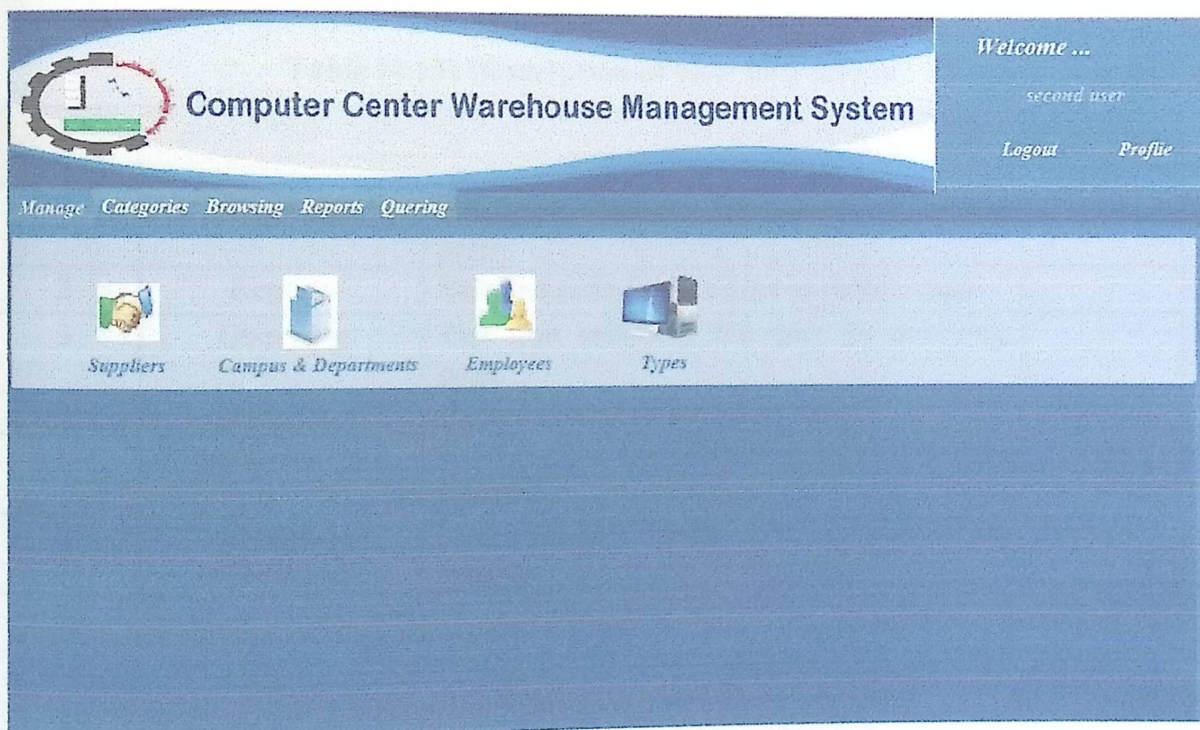 Welcome ...
second user
Computer Center Warehouse Management System
Logout Proflie
Manage Categories Browsing Reports Quering
Suppliers Campus & Departments Employees Types